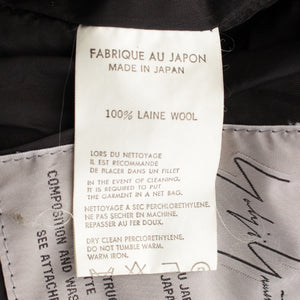 FABRIQUE AU JAPON
MADE IN JAPAN
100% LAINE WOOL
LORS DU NETTOYAGE
IL EST RECOMMANDE
DE PLACER DANS UN FILET
IN THE EVENT OF CLEANING,
IT IS REQUIRED TO PUT
THE GARMENT IN A NET BAG.
NETTOYAGE A SEC PERCHLORETHYLENE.
NE PAS SECHER EN MACHINE.
REPASSER AU FER DOUX.
DRY CLEAN PERCLORETHYLENE.
DO NOT TUMBLE WARM.
WARM IRON.
COMPOSITION AND WAS
SEE ATTACH